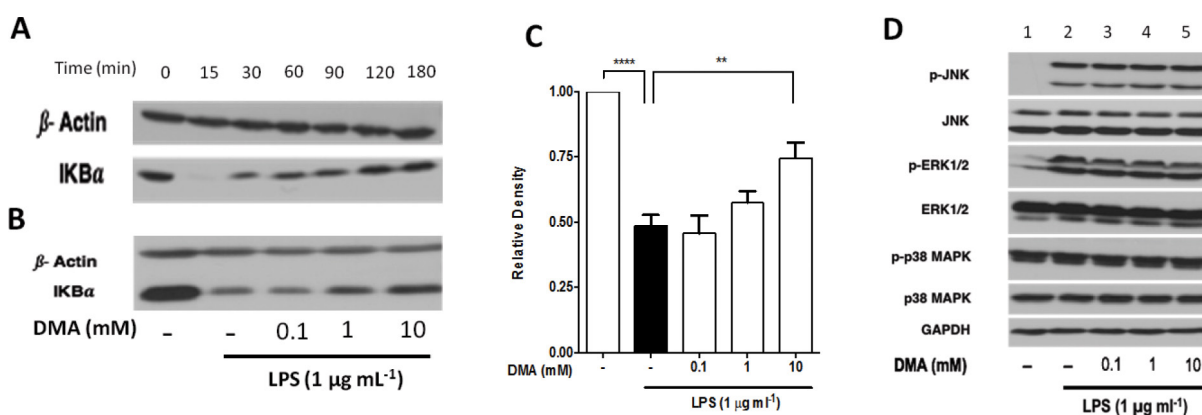 A
Time (min) 0 15 30 60 90 120 180
β- Actin
IKBα
B
β- Actin
IKBα
DMA (mM) – – 0.1 1 10
LPS (1 µg mL-1)
C
**** **
1.00
0.75
0.50
0.25
0.00
Relative Density
DMA (mM) - - 0.1 1 10
LPS (1 µg ml-1)
D
1 2 3 4 5
p-JNK
JNK
p-ERK1/2
ERK1/2
p-p38 MAPK
p38 MAPK
GAPDH
DMA (mM) – – 0.1 1 10
LPS (1 µg ml-1)